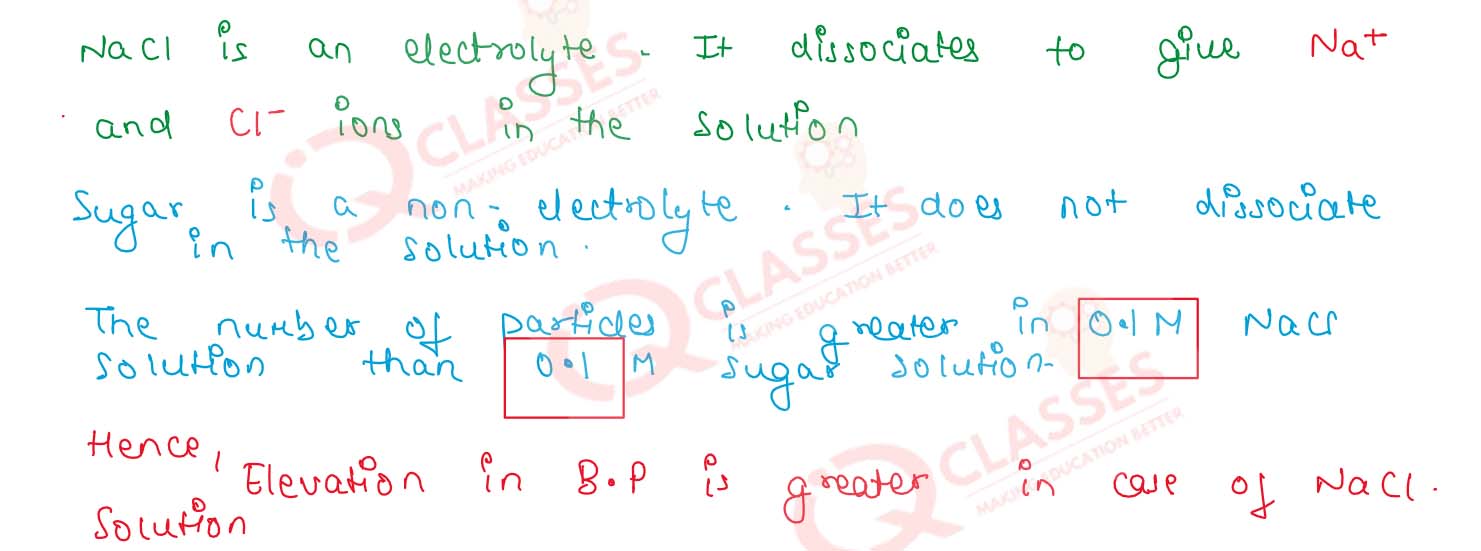 NaCl is an electrolyte. It dissociates to give Na⁺
and Cl⁻ ions in the solution
Sugar is a non-electrolyte. It does not dissociate
in the solution.
The number of particles is greater in 0.1 M NaCl
solution than 0.1 M sugar solution.
Hence, Elevation in B.P is greater in case of NaCl.
Solution
CLASSES
MAKING EDUCATION BETTER
CLASSES
MAKING EDUCATION BETTER
CLASSES
MAKING EDUCATION BETTER